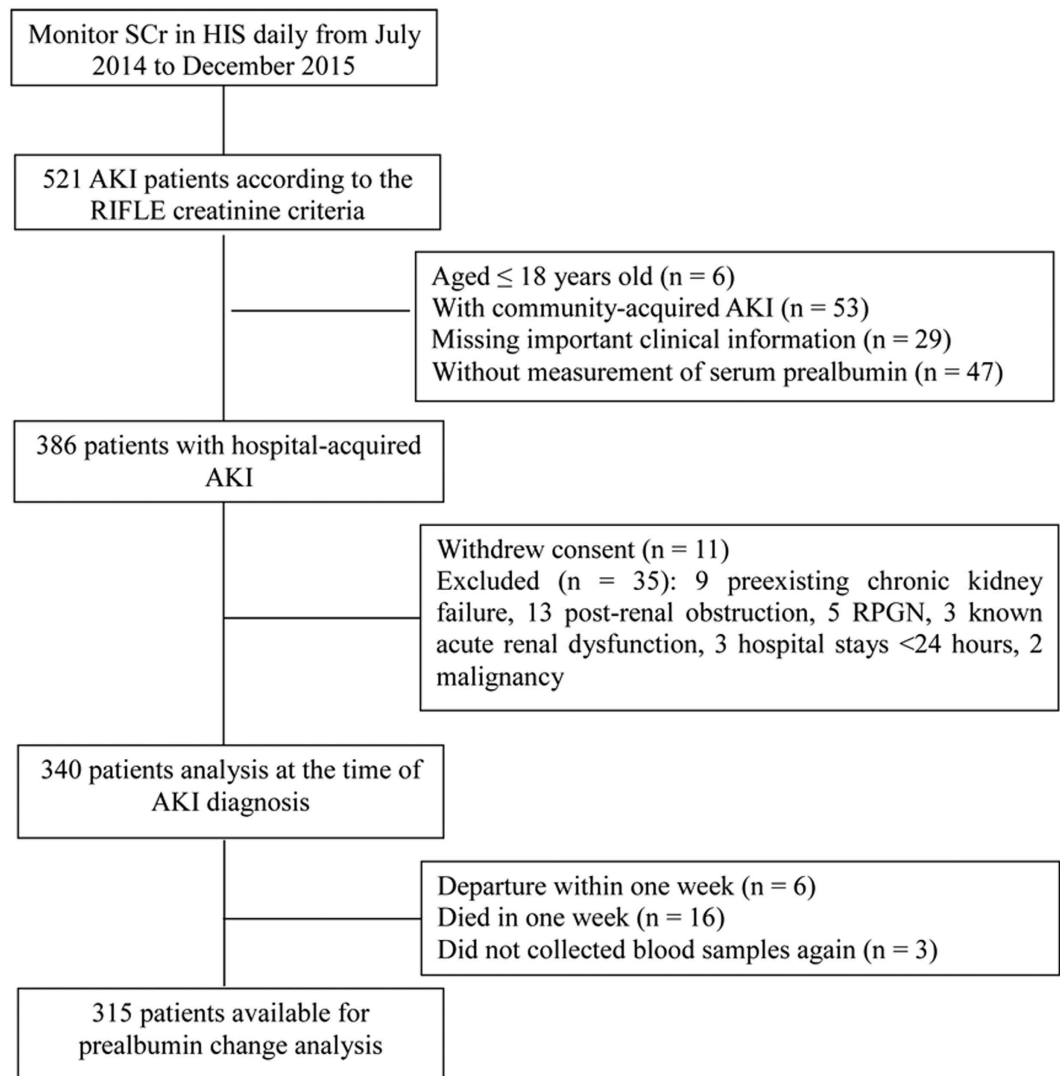 Monitor SCr in HIS daily from July
2014 to December 2015
521 AKI patients according to the
RIFLE creatinine criteria
Aged ≤ 18 years old (n = 6)
With community-acquired AKI (n = 53)
Missing important clinical information (n = 29)
Without measurement of serum prealbumin (n = 47)
386 patients with hospital-acquired
AKI
Withdrew consent (n = 11)
Excluded (n = 35): 9 preexisting chronic kidney
failure, 13 post-renal obstruction, 5 RPGN, 3 known
acute renal dysfunction, 3 hospital stays <24 hours, 2
malignancy
340 patients analysis at the time of
AKI diagnosis
Departure within one week (n = 6)
Died in one week (n = 16)
Did not collected blood samples again (n = 3)
315 patients available for
prealbumin change analysis